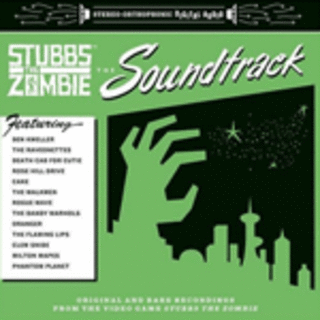 STEREO-ORTHOPHONIC
STUBBS
THE
ZOMBIE
THE
Soundtrack
Featuring
BEN KWELLER
THE RAVEONETTES
DEATH CAB FOR CUTIE
ROSE HILL DRIVE
CAKE
THE WALKMEN
ROGUE WAVE
THE DANDY WARHOLS
ORANGER
THE FLAMING LIPS
CLEM SNIDE
MILTON MAPES
PHANTOM PLANET
ORIGINAL AND RARE RECORDINGS
FROM THE VIDEO GAME STUBBS THE ZOMBIE